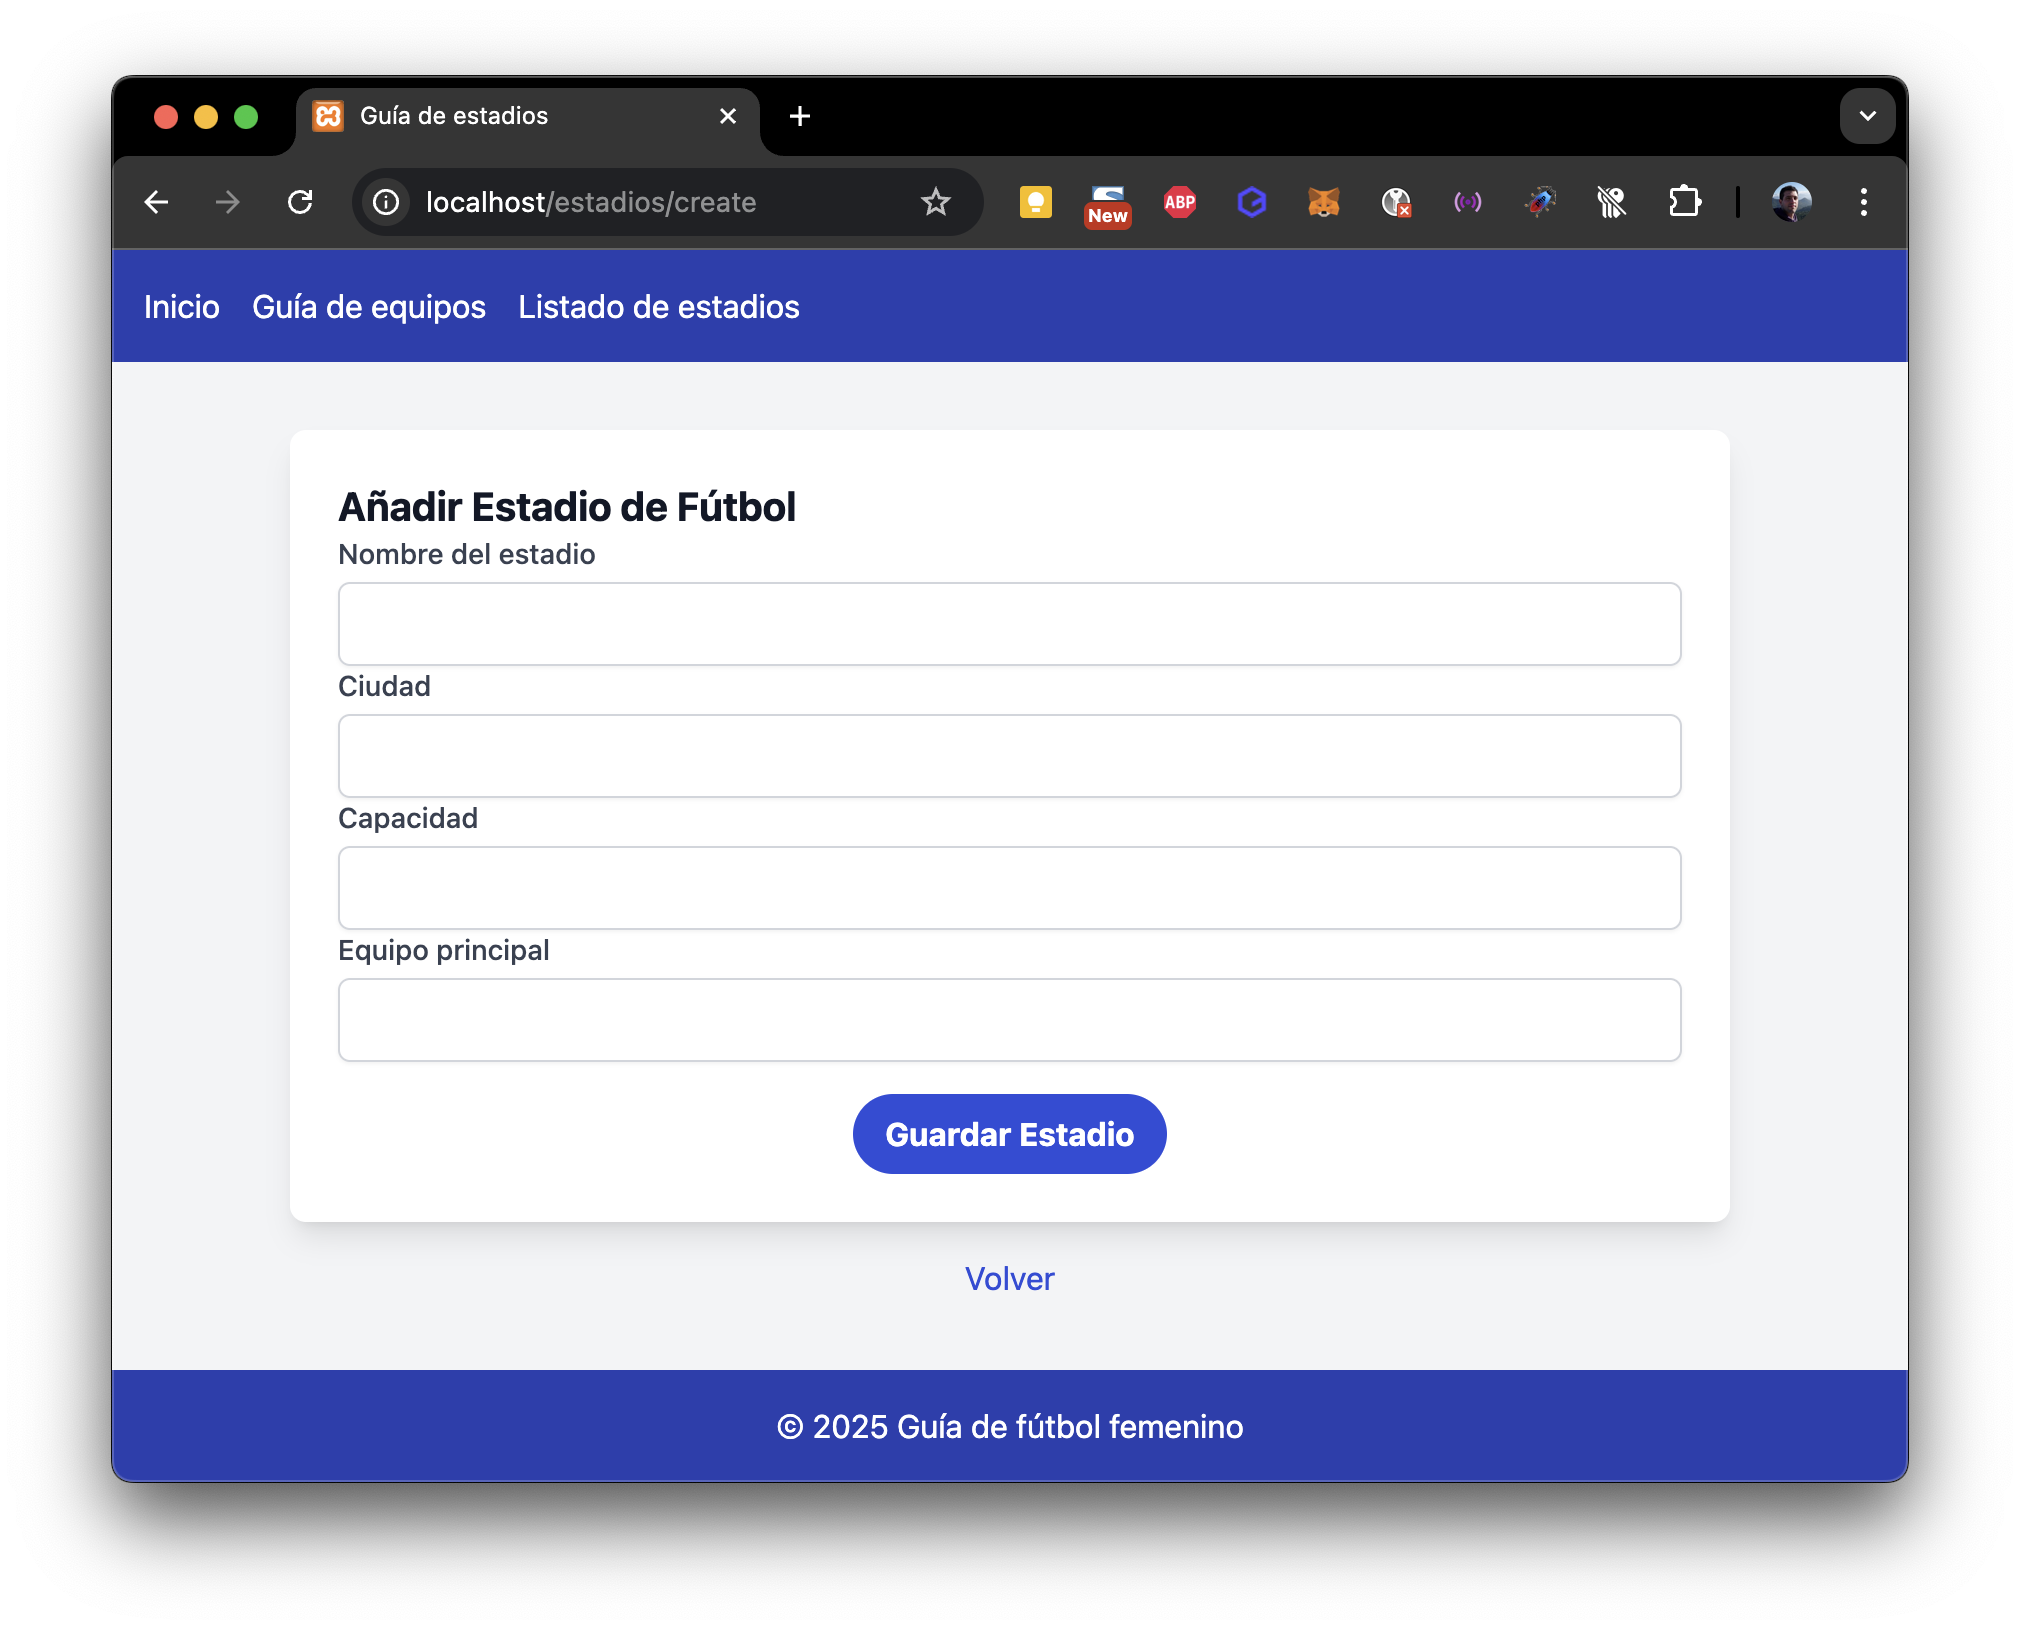 Guía de estadios
localhost/estadios/create
New
ABP
Inicio Guía de equipos Listado de estadios
Añadir Estadio de Fútbol
Nombre del estadio
Ciudad
Capacidad
Equipo principal
Guardar Estadio
Volver
© 2025 Guía de fútbol femenino